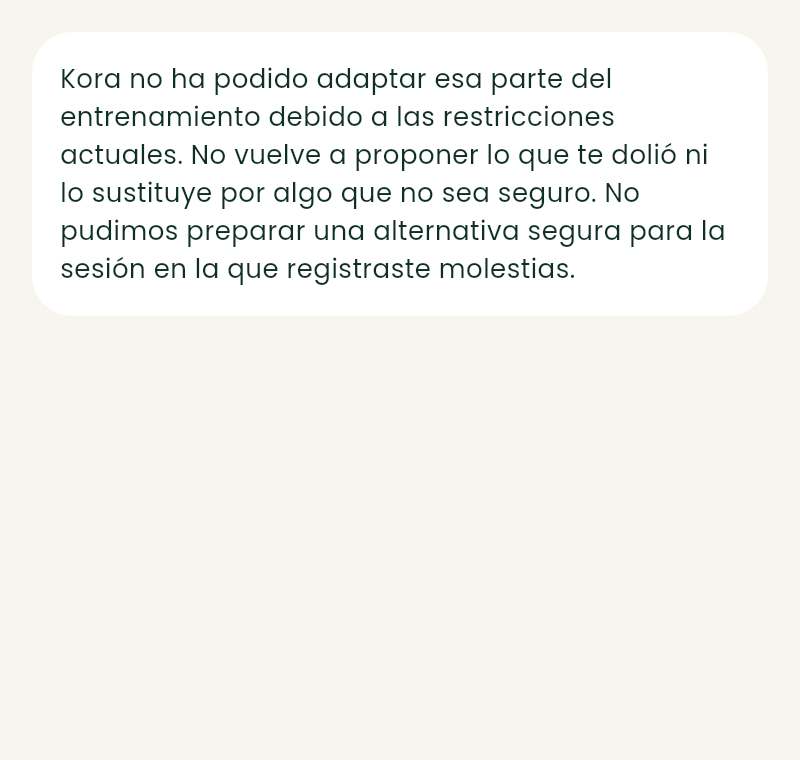 Kora no ha podido adaptar esa parte del
entrenamiento debido a las restricciones
actuales. No vuelve a proponer lo que te dolió ni
lo sustituye por algo que no sea seguro. No
pudimos preparar una alternativa segura para la
sesión en la que registraste molestias.